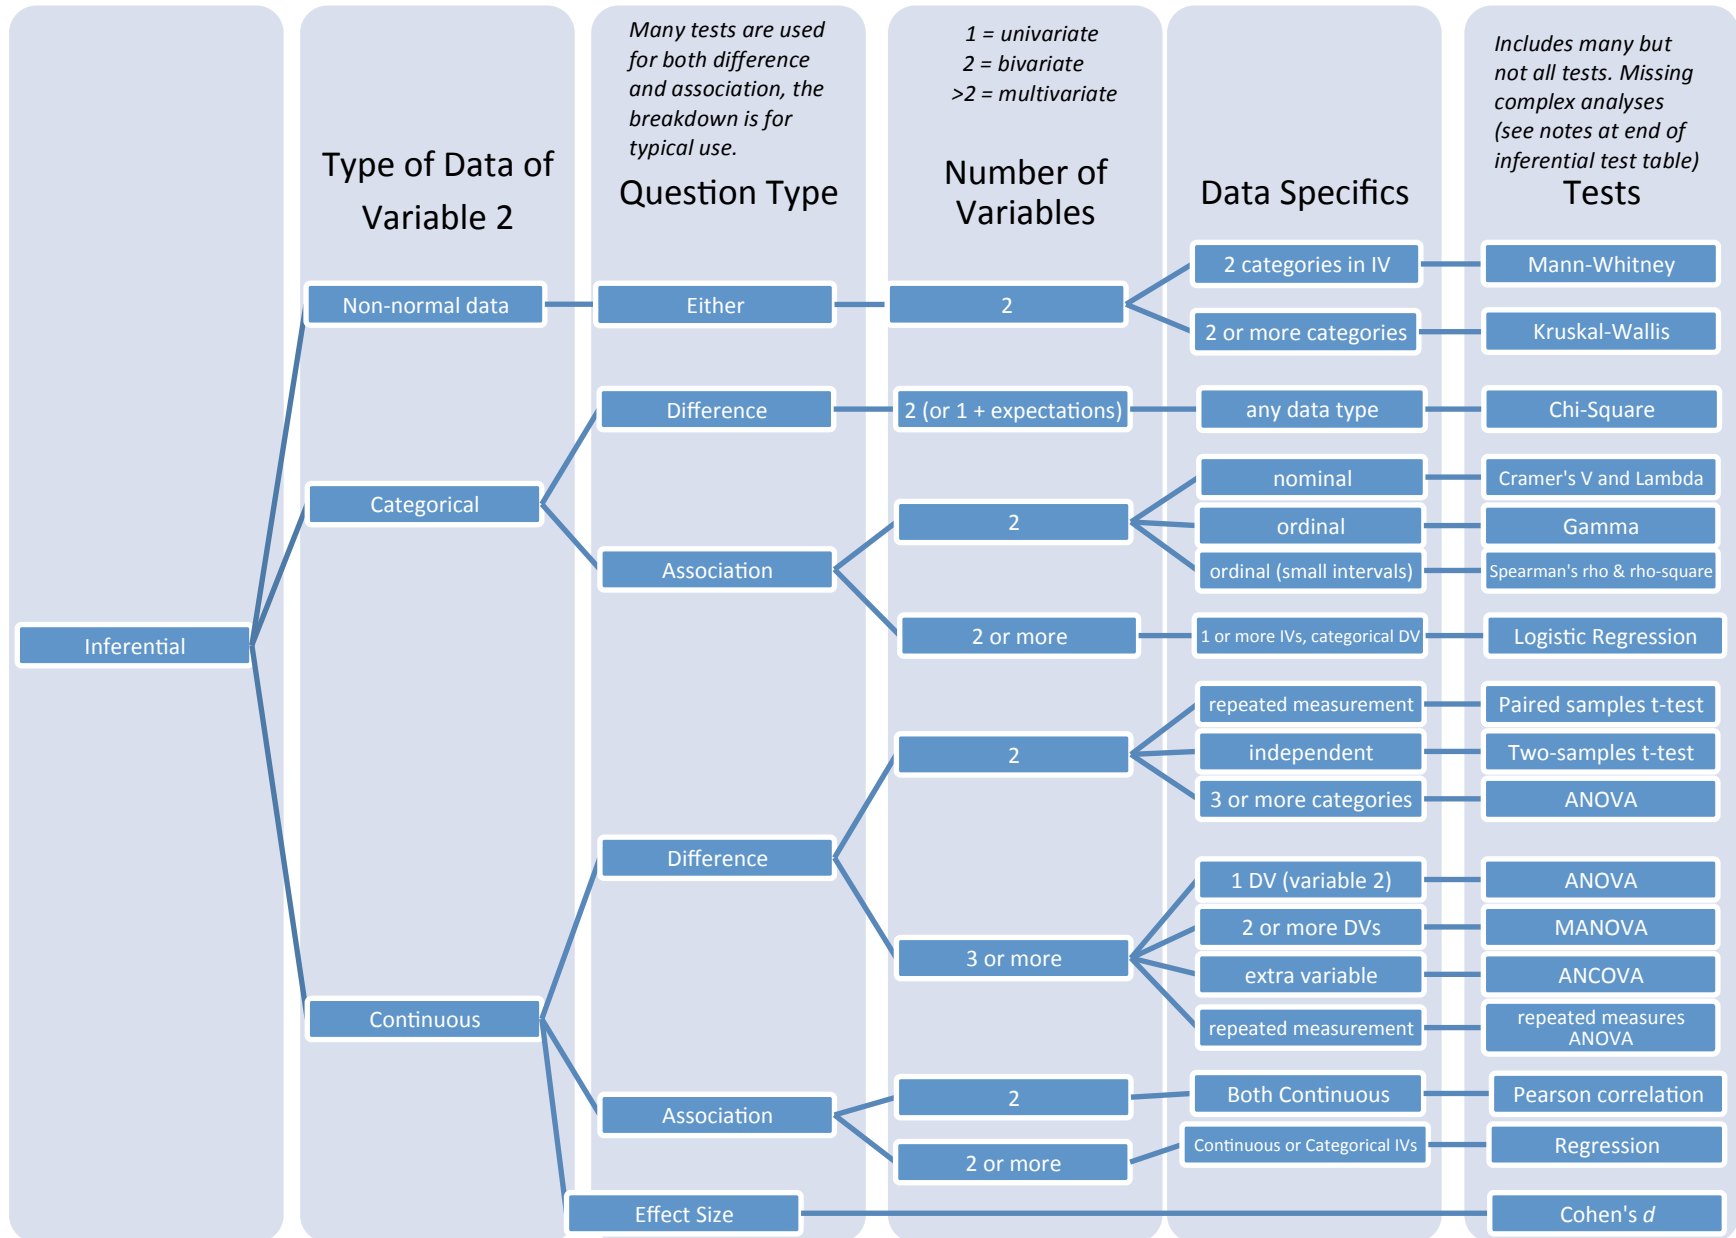 Many tests are used
for both difference
and association, the
breakdown is for
typical use.
1 = univariate
2 = bivariate
>2 = multivariate
Includes many but
not all tests. Missing
complex analyses
(see notes at end of
inferential test table)
Type of Data of
Variable 2
Question Type
Number of
Variables
Data Specifics
Tests
Inferential
Non-normal data
Either
2
2 categories in IV
Mann-Whitney
2 or more categories
Kruskal-Wallis
Categorical
Difference
2 (or 1 + expectations)
any data type
Chi-Square
Association
2
nominal
Cramer's V and Lambda
ordinal
Gamma
ordinal (small intervals)
Spearman's rho & rho-square
2 or more
1 or more IVs, categorical DV
Logistic Regression
Continuous
Difference
2
repeated measurement
Paired samples t-test
independent
Two-samples t-test
3 or more categories
ANOVA
3 or more
1 DV (variable 2)
ANOVA
2 or more DVs
MANOVA
extra variable
ANCOVA
repeated measurement
repeated measures
ANOVA
Association
2
Both Continuous
Pearson correlation
2 or more
Continuous or Categorical IVs
Regression
Effect Size
Cohen's d